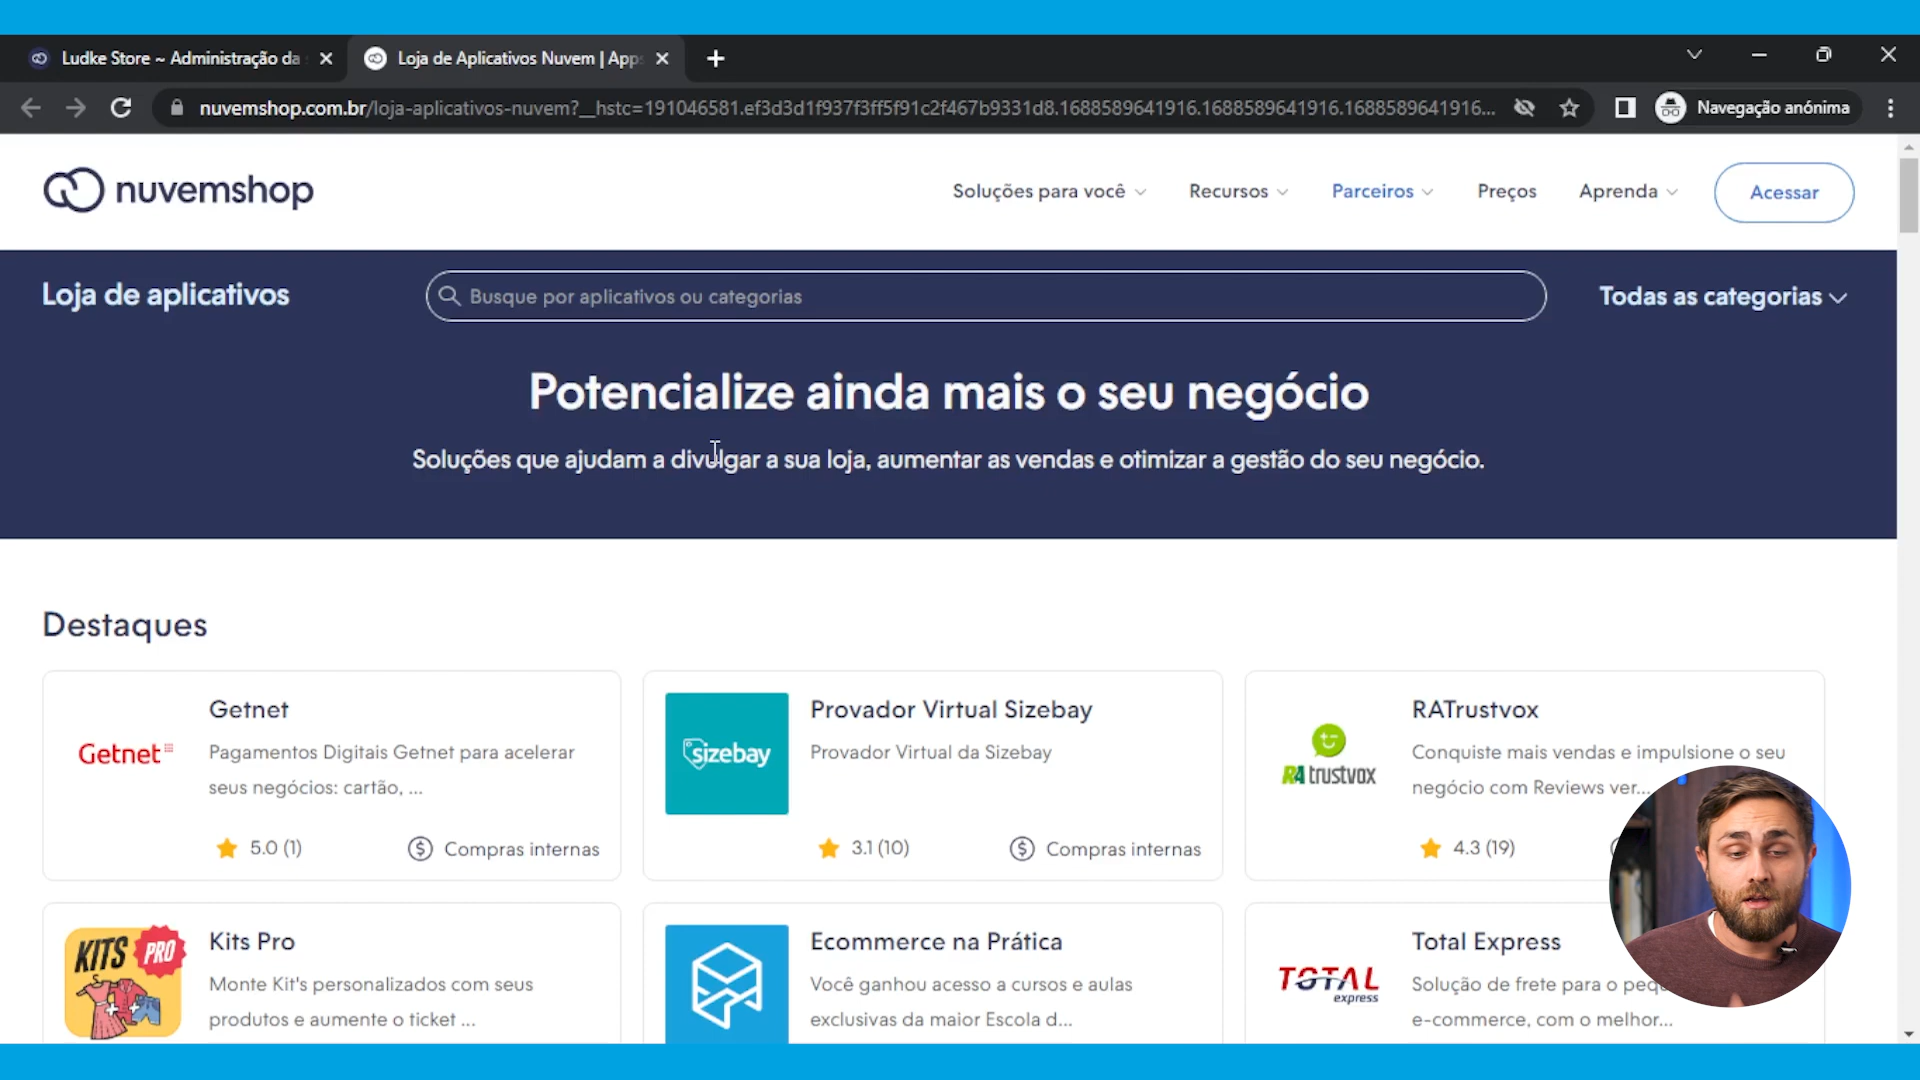 Ludke Store ~ Administração da
Loja de Aplicativos Nuvem | Apps
nuvemshop.com.br/loja-aplicativos-nuvem?__hstc=191046581.ef3d3d1f937f3ff5f91c2f467b9331d8.1688589641916.1688589641916.1688589641916...
Navegação anónima
nuvemshop
Soluções para você
Recursos
Parceiros
Preços
Aprenda
Acessar
Loja de aplicativos
Busque por aplicativos ou categorias
Todas as categorias
Potencialize ainda mais o seu negócio
Soluções que ajudam a divulgar a sua loja, aumentar as vendas e otimizar a gestão do seu negócio.
Destaques
Getnet
Getnet
Pagamentos Digitais Getnet para acelerar
seus negócios: cartão, ...
5.0 (1)
Compras internas
sizebay
Provador Virtual Sizebay
Provador Virtual da Sizebay
3.1 (10)
Compras internas
RA trustvox
RATrustvox
Conquiste mais vendas e impulsione o seu
negócio com Reviews ver...
4.3 (19)
KITS PRO
Kits Pro
Monte Kit's personalizados com seus
produtos e aumente o ticket ...
Ecommerce na Prática
Você ganhou acesso a cursos e aulas
exclusivas da maior Escola d...
TOTAL
express
Total Express
Solução de frete para o
e-commerce, com o melhor...